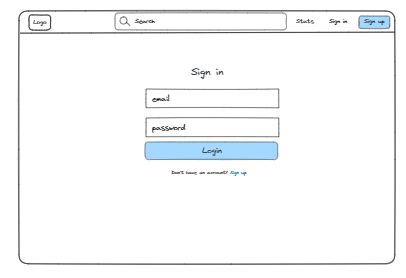 Logo
Search
Stats
Sign in
Sign up
Sign in
email
password
Login
Don't have an account? Sign up